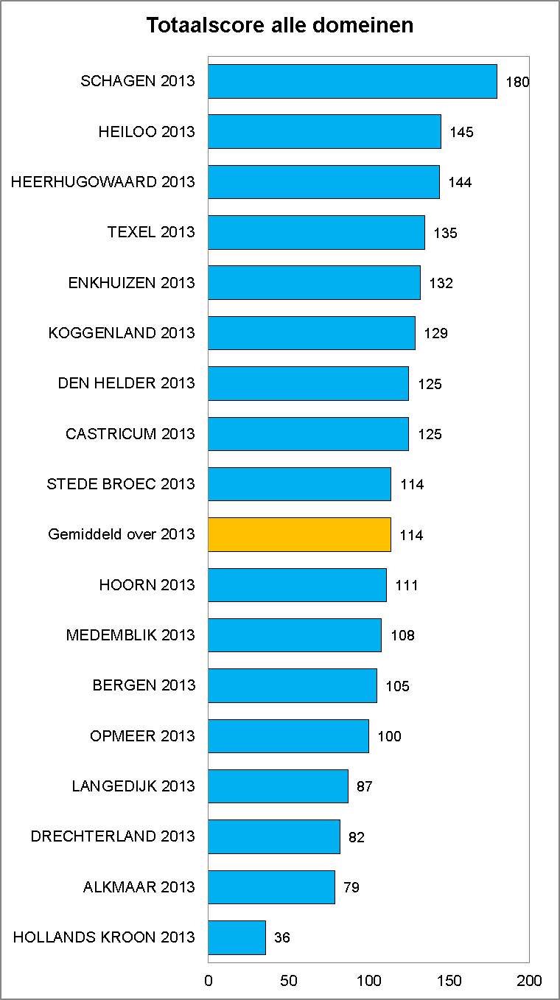 Totaalscore alle domeinen
SCHAGEN 2013 180
HEILOO 2013 145
HEERHUGOWAARD 2013 144
TEXEL 2013 135
ENKHUIZEN 2013 132
KOGGENLAND 2013 129
DEN HELDER 2013 125
CASTRICUM 2013 125
STEDE BROEC 2013 114
Gemiddeld over 2013 114
HOORN 2013 111
MEDEMBLIK 2013 108
BERGEN 2013 105
OPMEER 2013 100
LANGEDIJK 2013 87
DRECHTERLAND 2013 82
ALKMAAR 2013 79
HOLLANDS KROON 2013 36
0 50 100 150 200